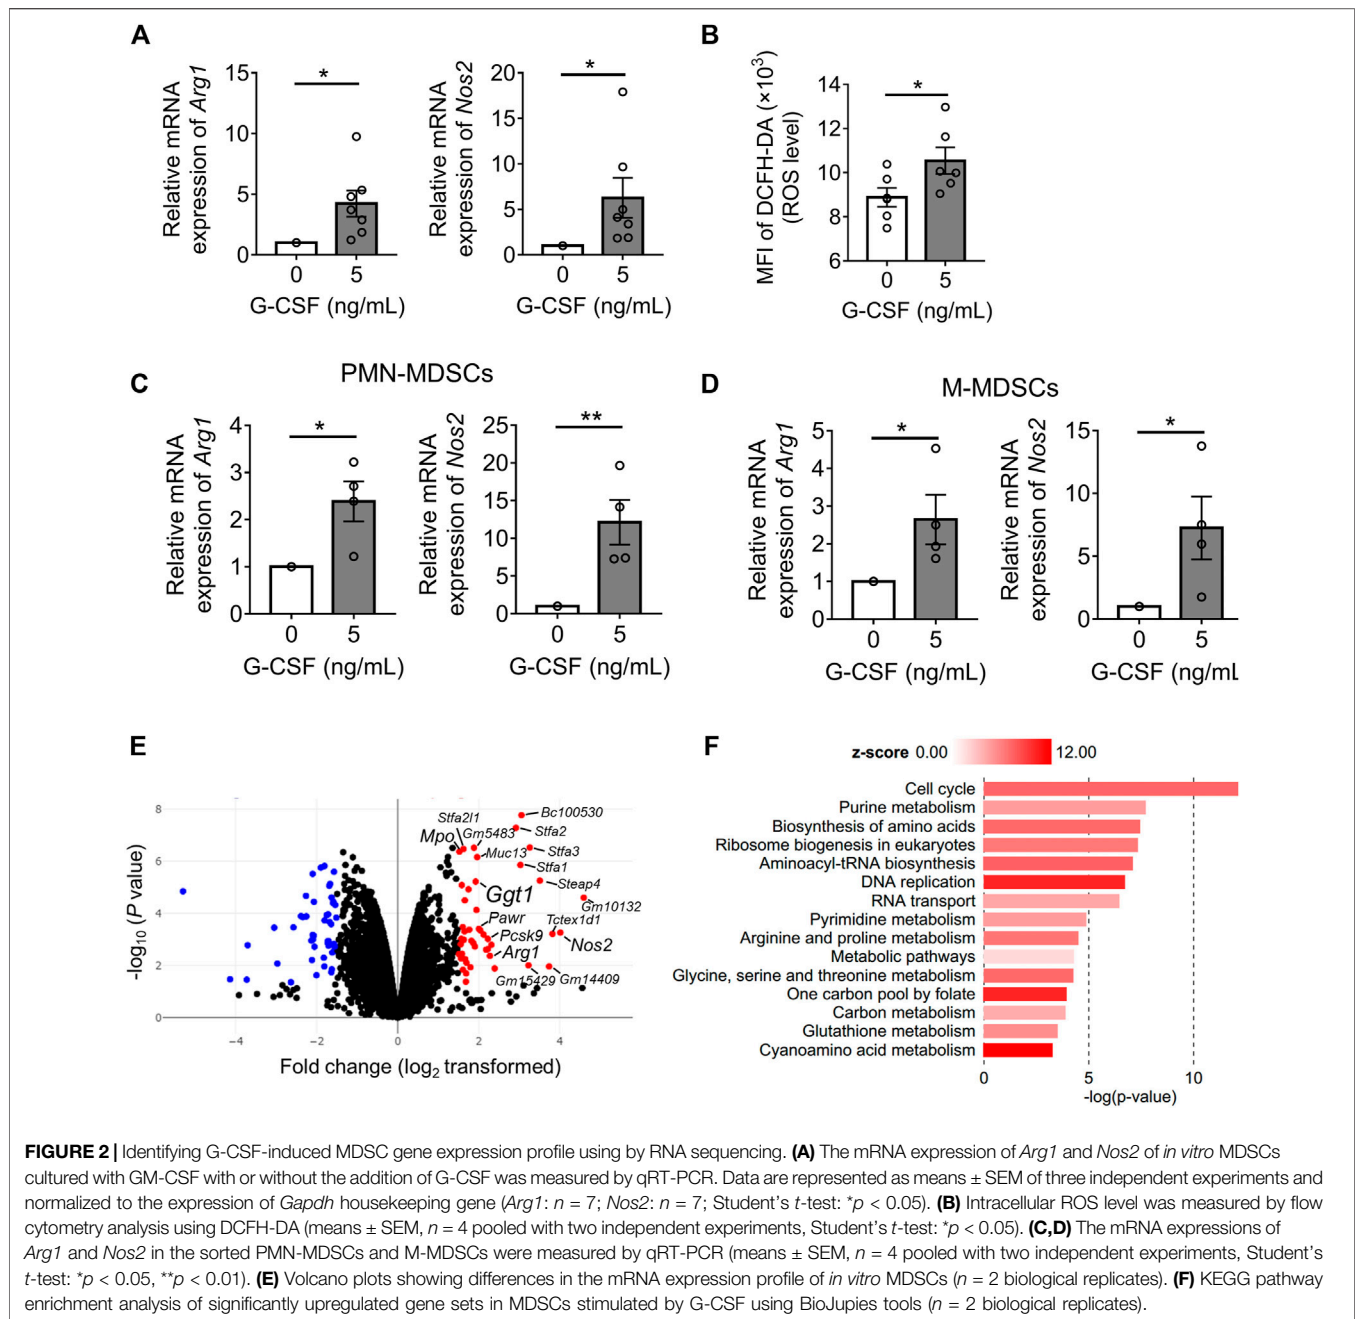 A
Relative mRNA
expression of Arg1
15
10
5
0
*
0 5
G-CSF (ng/mL)
Relative mRNA
expression of Nos2
20
15
10
5
0
*
0 5
G-CSF (ng/mL)
B
MFI of DCFH-DA (×10³)
(ROS level)
14
12
10
8
6
*
0 5
G-CSF (ng/mL)
C
PMN-MDSCs
Relative mRNA
expression of Arg1
4
3
2
1
0
*
0 5
G-CSF (ng/mL)
Relative mRNA
expression of Nos2
25
20
15
10
5
0
**
0 5
G-CSF (ng/mL)
D
M-MDSCs
Relative mRNA
expression of Arg1
5
4
3
2
1
0
*
0 5
G-CSF (ng/mL)
Relative mRNA
expression of Nos2
15
10
5
0
*
0 5
G-CSF (ng/mL
E
-log₁₀ (P value)
8
6
4
2
0
Bc100530
Stfa2l1
Stfa2
Mpo
Gm5483
Stfa3
Muc13
Stfa1
Steap4
Ggt1
Gm10132
Pawr
Tctex1d1
Pcsk9
Nos2
Arg1
Gm15429
Gm14409
−4 −2 0 2 4
Fold change (log₂ transformed)
F
z-score 0.00 12.00
Cell cycle
Purine metabolism
Biosynthesis of amino acids
Ribosome biogenesis in eukaryotes
Aminoacyl-tRNA biosynthesis
DNA replication
RNA transport
Pyrimidine metabolism
Arginine and proline metabolism
Metabolic pathways
Glycine, serine and threonine metabolism
One carbon pool by folate
Carbon metabolism
Glutathione metabolism
Cyanoamino acid metabolism
0 5 10
-log(p-value)
FIGURE 2 | Identifying G-CSF-induced MDSC gene expression profile using by RNA sequencing. (A) The mRNA expression of Arg1 and Nos2 of in vitro MDSCs
cultured with GM-CSF with or without the addition of G-CSF was measured by qRT-PCR. Data are represented as means ± SEM of three independent experiments and
normalized to the expression of Gapdh housekeeping gene (Arg1: n = 7; Nos2: n = 7; Student's t-test: *p < 0.05). (B) Intracellular ROS level was measured by flow
cytometry analysis using DCFH-DA (means ± SEM, n = 4 pooled with two independent experiments, Student's t-test: *p < 0.05). (C,D) The mRNA expressions of
Arg1 and Nos2 in the sorted PMN-MDSCs and M-MDSCs were measured by qRT-PCR (means ± SEM, n = 4 pooled with two independent experiments, Student's
t-test: *p < 0.05, **p < 0.01). (E) Volcano plots showing differences in the mRNA expression profile of in vitro MDSCs (n = 2 biological replicates). (F) KEGG pathway
enrichment analysis of significantly upregulated gene sets in MDSCs stimulated by G-CSF using BioJupies tools (n = 2 biological replicates).